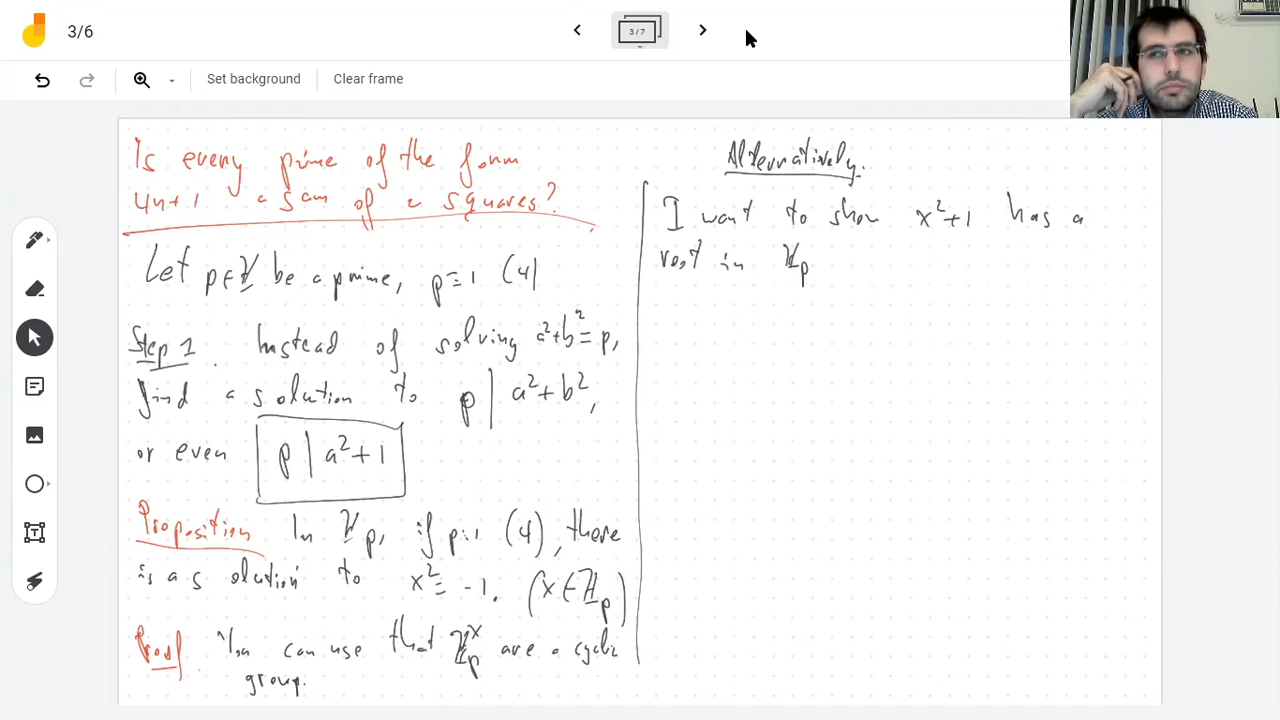 3/6
3/7
Set background
Clear frame
Is every prime of the form
4n+1 a sum of 2 squares?
Let p∈ℤ be a prime, p≡1 (4)
Step 1. Instead of solving a²+b²=p,
find a solution to p | a²+b²,
or even p | a²+1
Proposition In ℤp, if p≡1 (4), there
is a solution to x²=-1. (x∈ℤp)
Proof. You can use that ℤp^× are a cyclic
group.
Alternatively.
I want to show x²+1 has a
root in ℤp